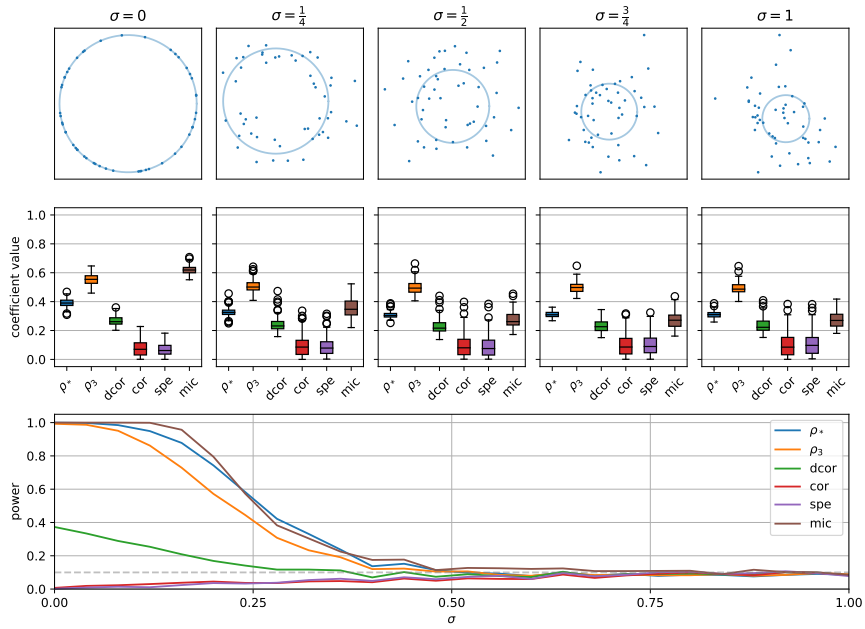 σ = 0 σ = 1/4 σ = 1/2 σ = 3/4 σ = 1
1.0
0.8
0.6
0.4
0.2
0.0
coefficient value
ρ* ρ3 dcor cor spe mic ρ* ρ3 dcor cor spe mic ρ* ρ3 dcor cor spe mic ρ* ρ3 dcor cor spe mic ρ* ρ3 dcor cor spe mic
1.0
0.8
0.6
0.4
0.2
0.0
power
ρ*
ρ3
dcor
cor
spe
mic
0.00 0.25 0.50 0.75 1.00
σ